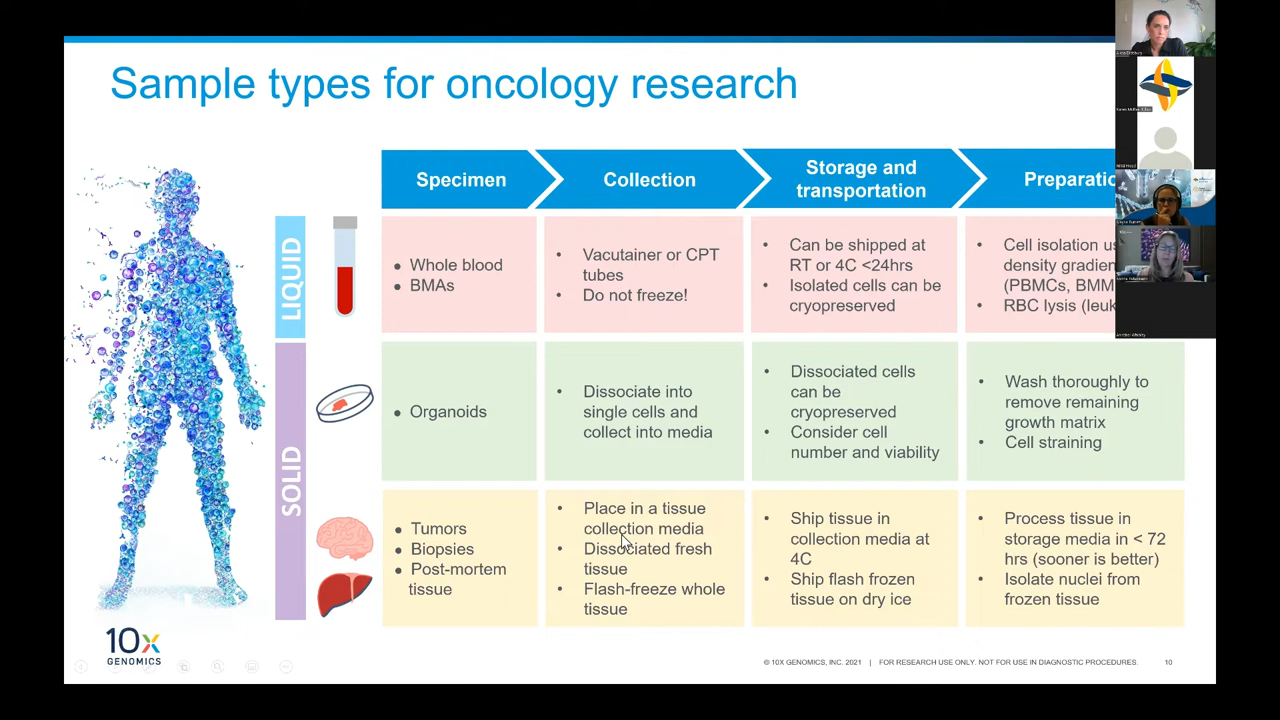 Sample types for oncology research
Specimen
Collection
Storage and
transportation
Preparatio
LIQUID
• Whole blood
• BMAs
• Vacutainer or CPT
tubes
• Do not freeze!
• Can be shipped at
RT or 4C <24hrs
• Isolated cells can be
cryopreserved
• Cell isolation us
density gradien
(PBMCs, BMM
• RBC lysis (leuk
SOLID
• Organoids
• Dissociate into
single cells and
collect into media
• Dissociated cells
can be
cryopreserved
• Consider cell
number and viability
• Wash thoroughly to
remove remaining
growth matrix
• Cell straining
• Tumors
• Biopsies
• Post-mortem
tissue
• Place in a tissue
collection media
• Dissociated fresh
tissue
• Flash-freeze whole
tissue
• Ship tissue in
collection media at
4C
• Ship flash frozen
tissue on dry ice
• Process tissue in
storage media in < 72
hrs (sooner is better)
• Isolate nuclei from
frozen tissue
10x
GENOMICS
© 10X GENOMICS, INC. 2021 | FOR RESEARCH USE ONLY. NOT FOR USE IN DIAGNOSTIC PROCEDURES.
10